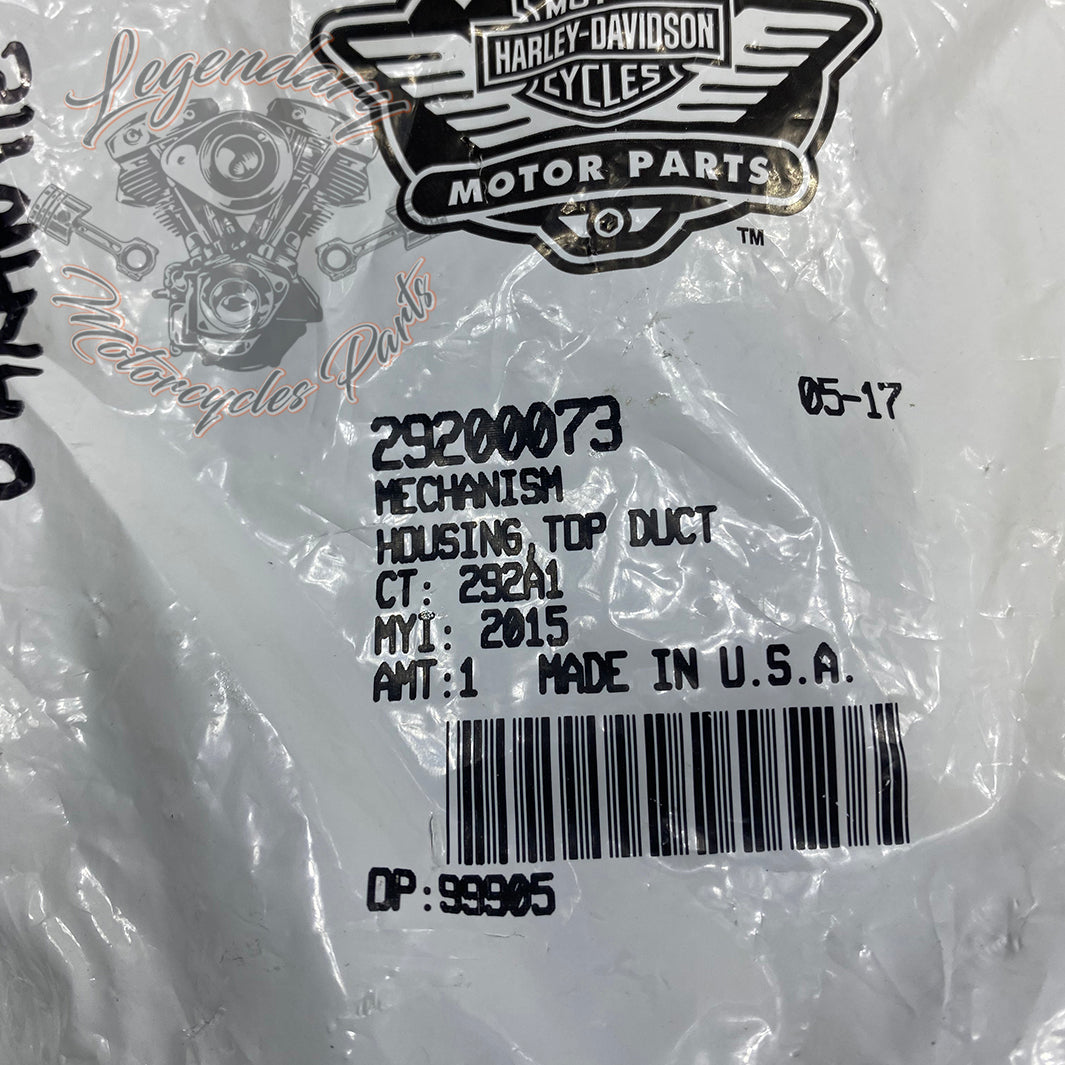 Legendary
Motorcycles Parts
HARLEY-DAVIDSON
CYCLES
MOTOR PARTS
TM
05-17
29200073
MECHANISM
HOUSING,TOP DUCT
CT: 292A1
MYI: 2015
AMT:1 MADE IN U.S.A.
DP:99905